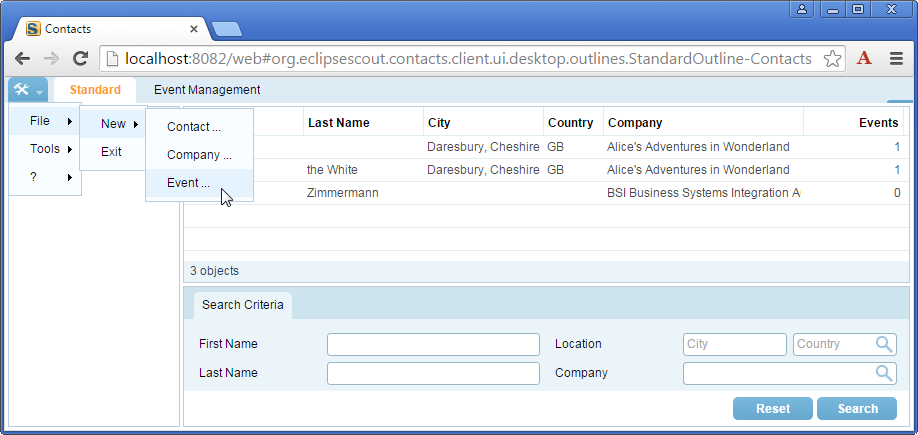 Contacts
localhost:8082/web#org.eclipsescout.contacts.client.ui.desktop.outlines.StandardOutline-Contacts
Standard Event Management
File
Tools
?
New
Exit
Contact ...
Company ...
Event ...
Last Name City Country Company Events
Daresbury, Cheshire GB Alice's Adventures in Wonderland 1
the White Daresbury, Cheshire GB Alice's Adventures in Wonderland 1
Zimmermann BSI Business Systems Integration A 0
3 objects
Search Criteria
First Name Location City Country
Last Name Company
Reset Search